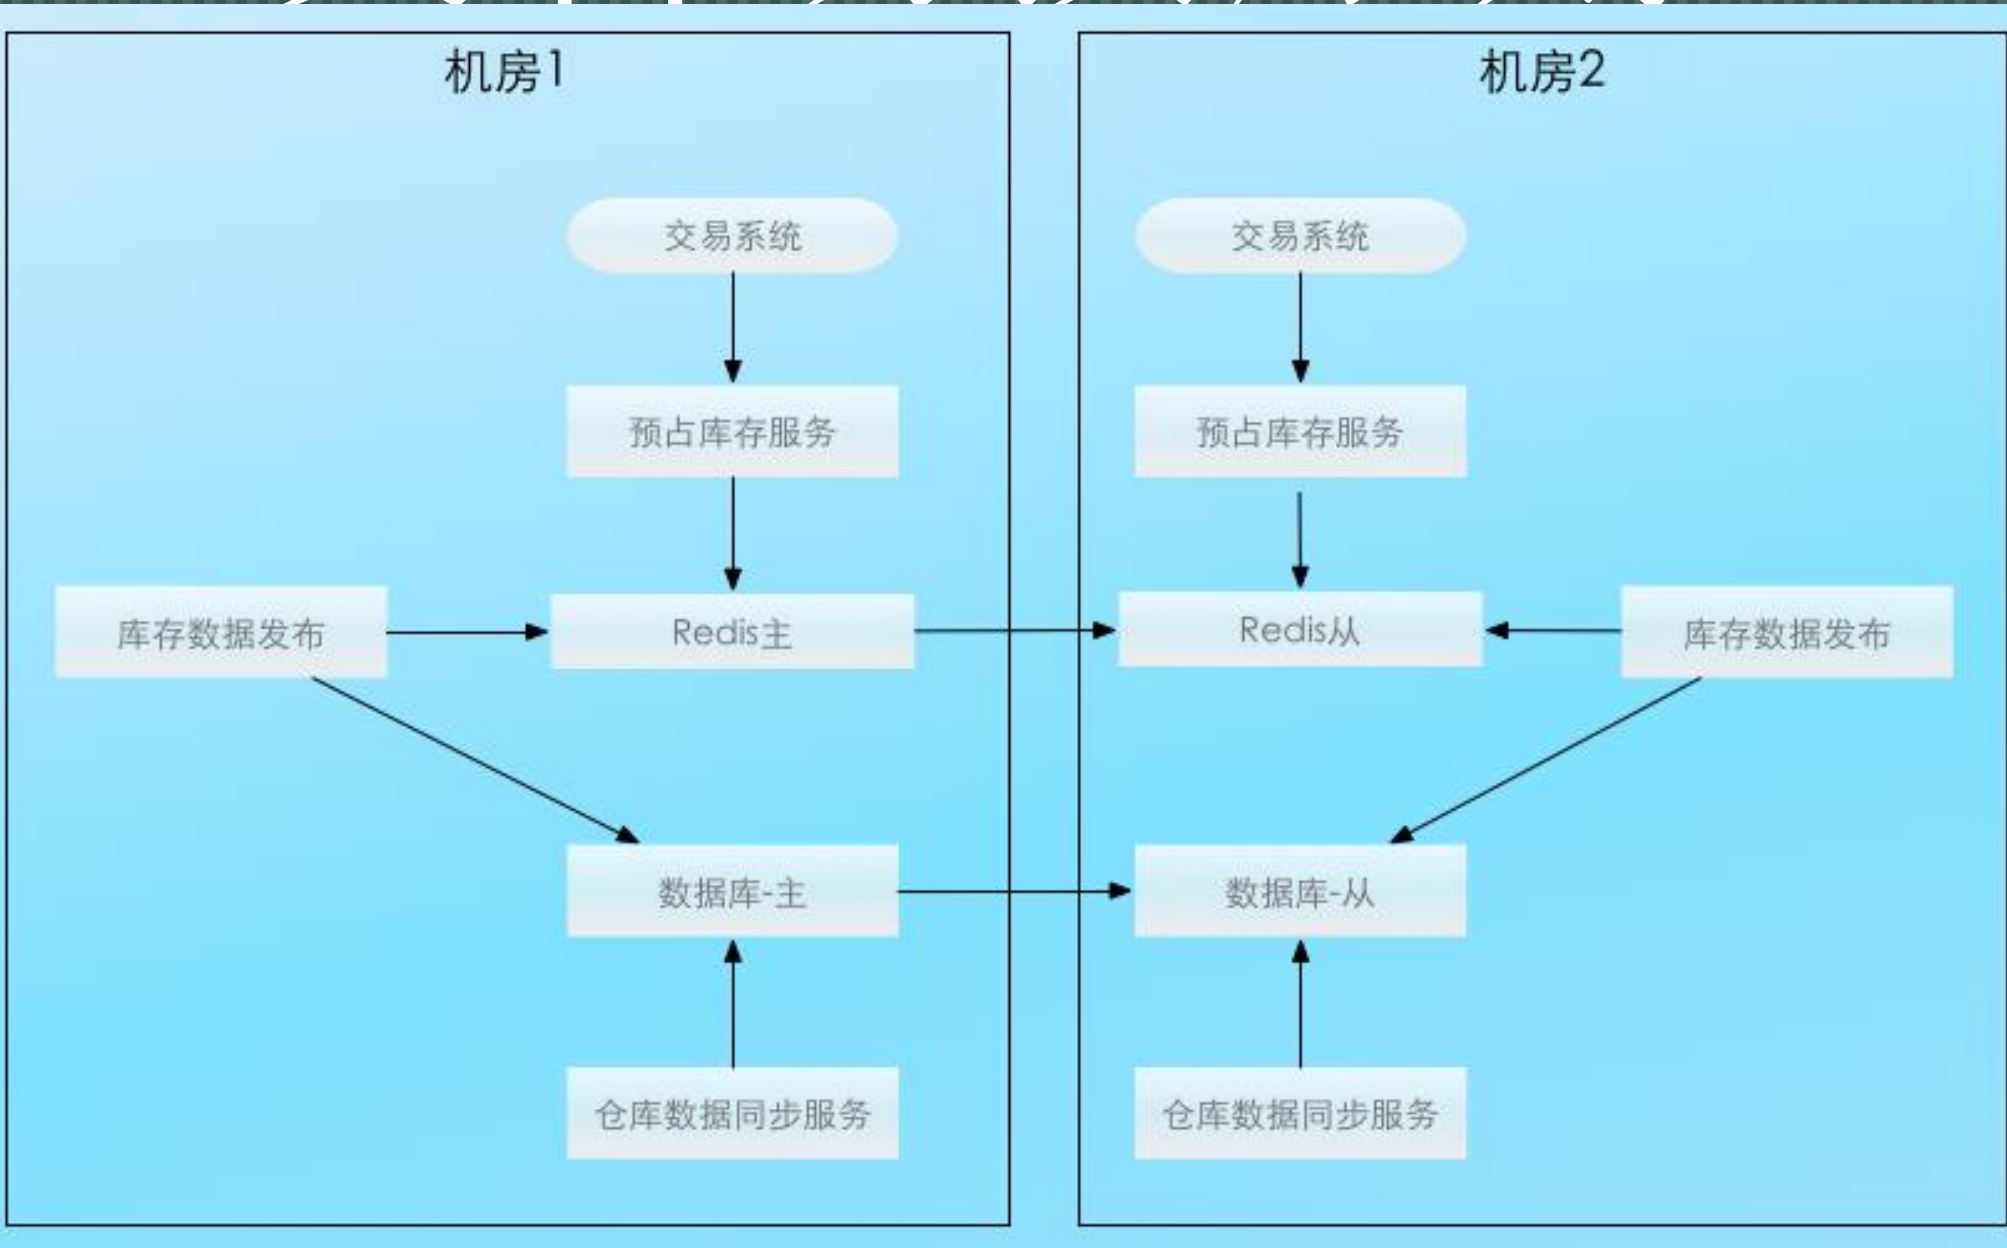 机房1
机房2
交易系统
交易系统
预占库存服务
预占库存服务
库存数据发布
Redis主
Redis从
库存数据发布
数据库-主
数据库-从
仓库数据同步服务
仓库数据同步服务